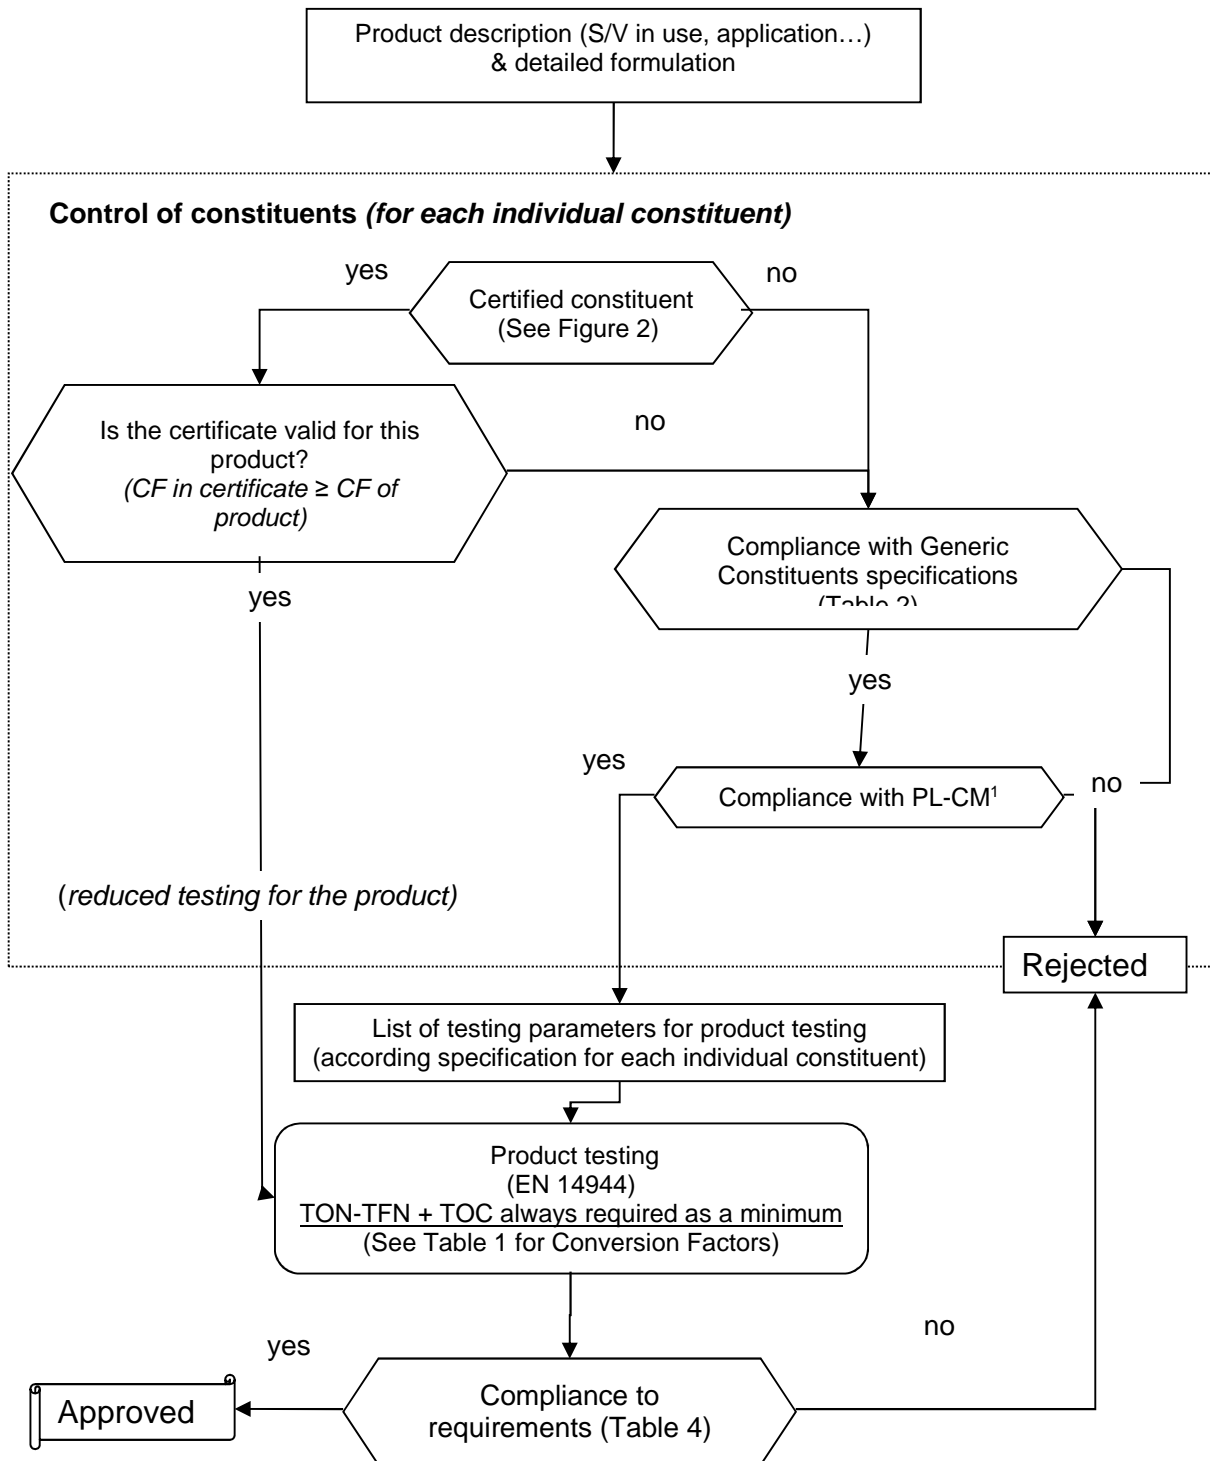 Product description (S/V in use, application…)
& detailed formulation
Control of constituents (for each individual constituent)
yes
no
Certified constituent
(See Figure 2)
Is the certificate valid for this
product?
(CF in certificate ≥ CF of
product)
no
Compliance with Generic
Constituents specifications
(Table 2)
yes
yes
yes
Compliance with PL-CM¹
no
(reduced testing for the product)
Rejected
List of testing parameters for product testing
(according specification for each individual constituent)
Product testing
(EN 14944)
TON-TFN + TOC always required as a minimum
(See Table 1 for Conversion Factors)
no
yes
Compliance to
requirements (Table 4)
Approved